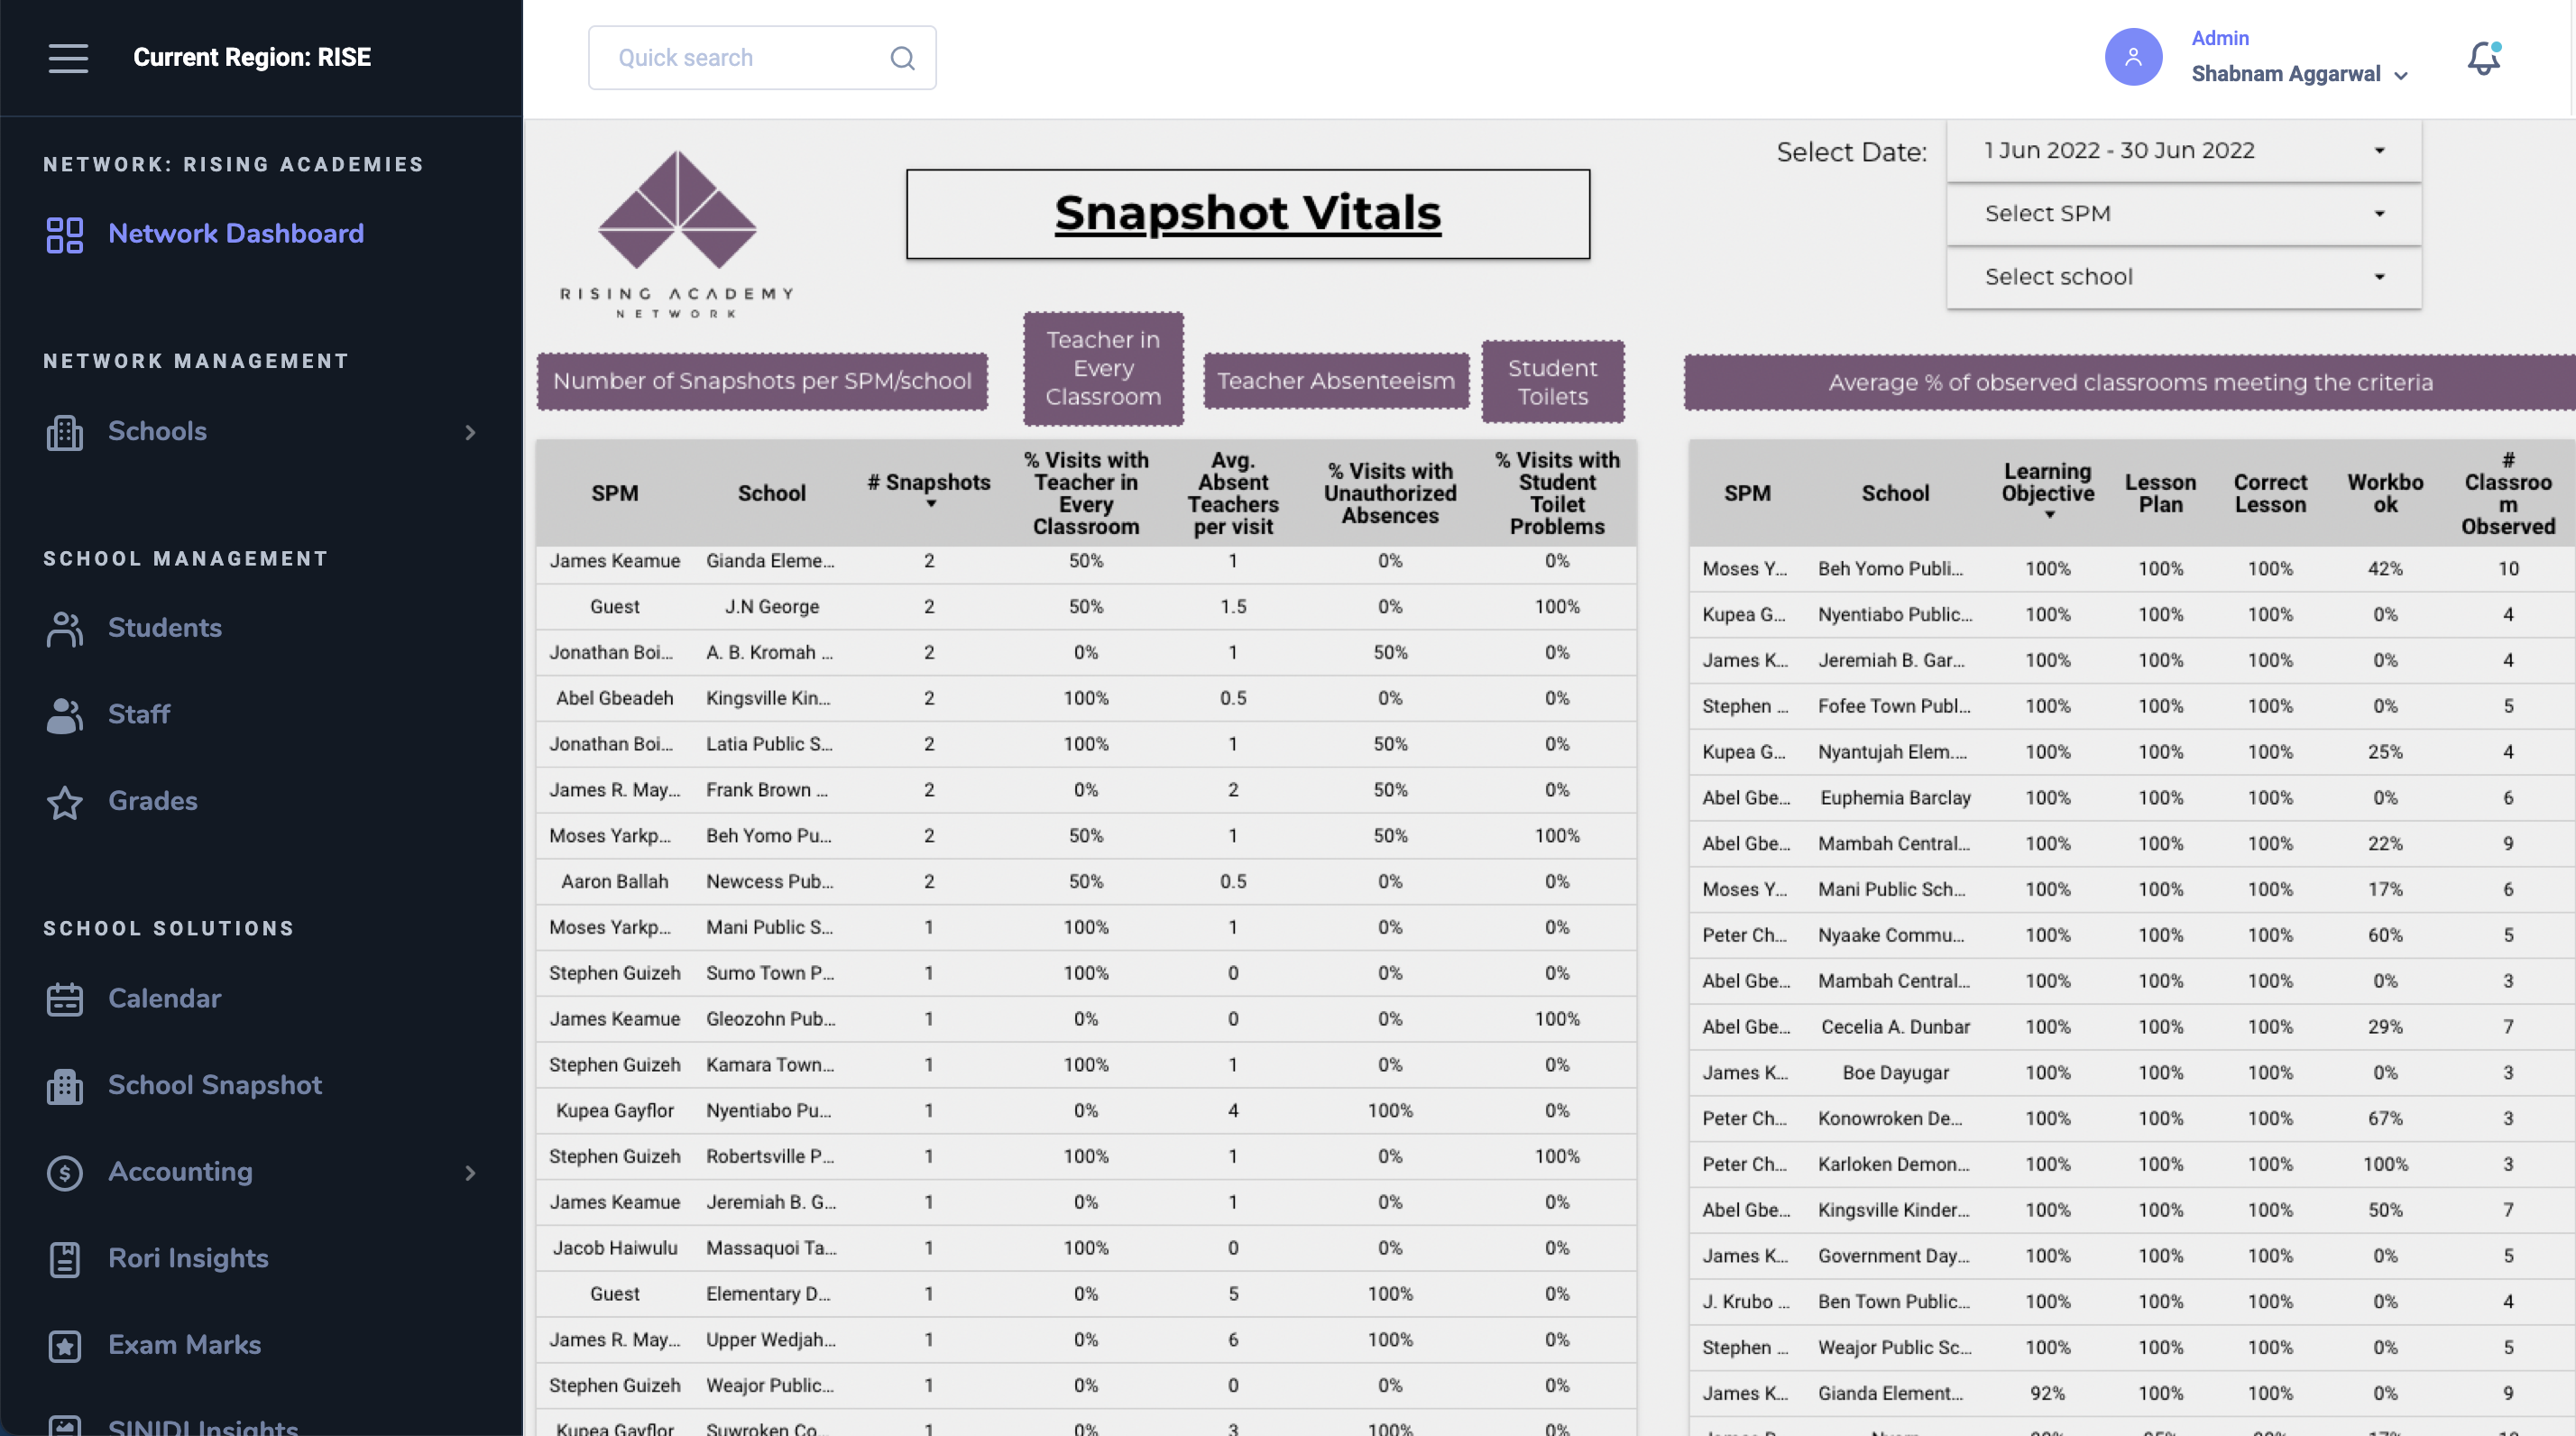 Current Region: RISE
NETWORK: RISING ACADEMIES
Network Dashboard
NETWORK MANAGEMENT
Schools
SCHOOL MANAGEMENT
Students
Staff
Grades
SCHOOL SOLUTIONS
Calendar
School Snapshot
Accounting
Rori Insights
Exam Marks
SINIDI Insights
Quick search
Admin
Shabnam Aggarwal
RISING ACADEMY
NETWORK
Snapshot Vitals
Select Date: 1 Jun 2022 - 30 Jun 2022
Select SPM
Select school
Number of Snapshots per SPM/school
Teacher in
Every
Classroom
Teacher Absenteeism
Student
Toilets
SPM School # Snapshots % Visits with Teacher in Every Classroom Avg. Absent Teachers per visit % Visits with Unauthorized Absences % Visits with Student Toilet Problems
James Keamue Gianda Eleme... 2 50% 1 0% 0%
Guest J.N George 2 50% 1.5 0% 100%
Jonathan Boi... A. B. Kromah ... 2 0% 1 50% 0%
Abel Gbeadeh Kingsville Kin... 2 100% 0.5 0% 0%
Jonathan Boi... Latia Public S... 2 100% 1 50% 0%
James R. May... Frank Brown ... 2 0% 2 50% 0%
Moses Yarkp... Beh Yomo Pu... 2 50% 1 50% 100%
Aaron Ballah Newcess Pub... 2 50% 0.5 0% 0%
Moses Yarkp... Mani Public S... 1 100% 1 0% 0%
Stephen Guizeh Sumo Town P... 1 100% 0 0% 0%
James Keamue Gleozohn Pub... 1 0% 0 0% 100%
Stephen Guizeh Kamara Town... 1 100% 1 0% 0%
Kupea Gayflor Nyentiabo Pu... 1 0% 4 100% 0%
Stephen Guizeh Robertsville P... 1 100% 1 0% 100%
James Keamue Jeremiah B. G... 1 0% 1 0% 0%
Jacob Haiwulu Massaquoi Ta... 1 100% 0 0% 0%
Guest Elementary D... 1 0% 5 100% 0%
James R. May... Upper Wedjah... 1 0% 6 100% 0%
Stephen Guizeh Weajor Public... 1 0% 0 0% 0%
Kupea Gayflor Suwroken Co... 1 0% 3 100% 0%
Average % of observed classrooms meeting the criteria
SPM School Learning Objective Lesson Plan Correct Lesson Workbo ok # Classroo m Observed
Moses Y... Beh Yomo Publi... 100% 100% 100% 42% 10
Kupea G... Nyentiabo Public... 100% 100% 100% 0% 4
James K... Jeremiah B. Gar... 100% 100% 100% 0% 4
Stephen ... Fofee Town Publ... 100% 100% 100% 0% 5
Kupea G... Nyantujah Elem.... 100% 100% 100% 25% 4
Abel Gbe... Euphemia Barclay 100% 100% 100% 0% 6
Abel Gbe... Mambah Central... 100% 100% 100% 22% 9
Moses Y... Mani Public Sch... 100% 100% 100% 17% 6
Peter Ch... Nyaake Commu... 100% 100% 100% 60% 5
Abel Gbe... Mambah Central... 100% 100% 100% 0% 3
Abel Gbe... Cecelia A. Dunbar 100% 100% 100% 29% 7
James K... Boe Dayugar 100% 100% 100% 0% 3
Peter Ch... Konowroken De... 100% 100% 100% 67% 3
Peter Ch... Karloken Demon... 100% 100% 100% 100% 3
Abel Gbe... Kingsville Kinder... 100% 100% 100% 50% 7
James K... Government Day... 100% 100% 100% 0% 5
J. Krubo ... Ben Town Public... 100% 100% 100% 0% 4
Stephen ... Weajor Public Sc... 100% 100% 100% 0% 5
James K... Gianda Element... 92% 100% 100% 0% 9